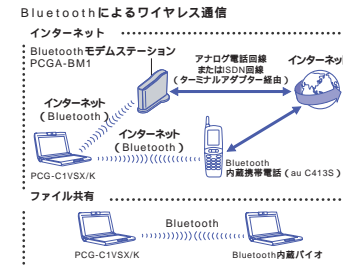 Bluetoothによるワイヤレス通信
インターネット
Bluetoothモデムステーション
PCGA-BM1
アナログ電話回線
またはISDN回線
（ターミナルアダプター経由）
インターネッ
インターネット
（Bluetooth）
インターネット
（Bluetooth）
PCG-C1VSX/K
Bluetooth
内蔵携帯電話（au C413S）
ファイル共有
Bluetooth
PCG-C1VSX/K
Bluetooth内蔵バイオ